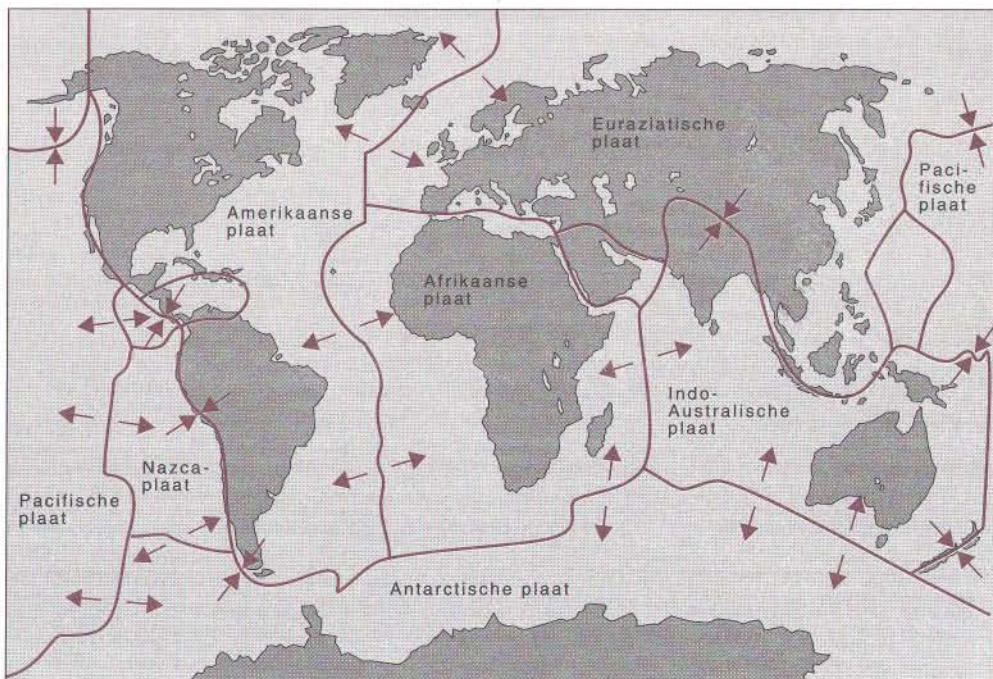 Euraziatische
plaat
Paci-
fische
plaat
Amerikaanse
plaat
Afrikaanse
plaat
Indo-
Australische
plaat
Nazca-
plaat
Pacifische
plaat
Antarctische plaat